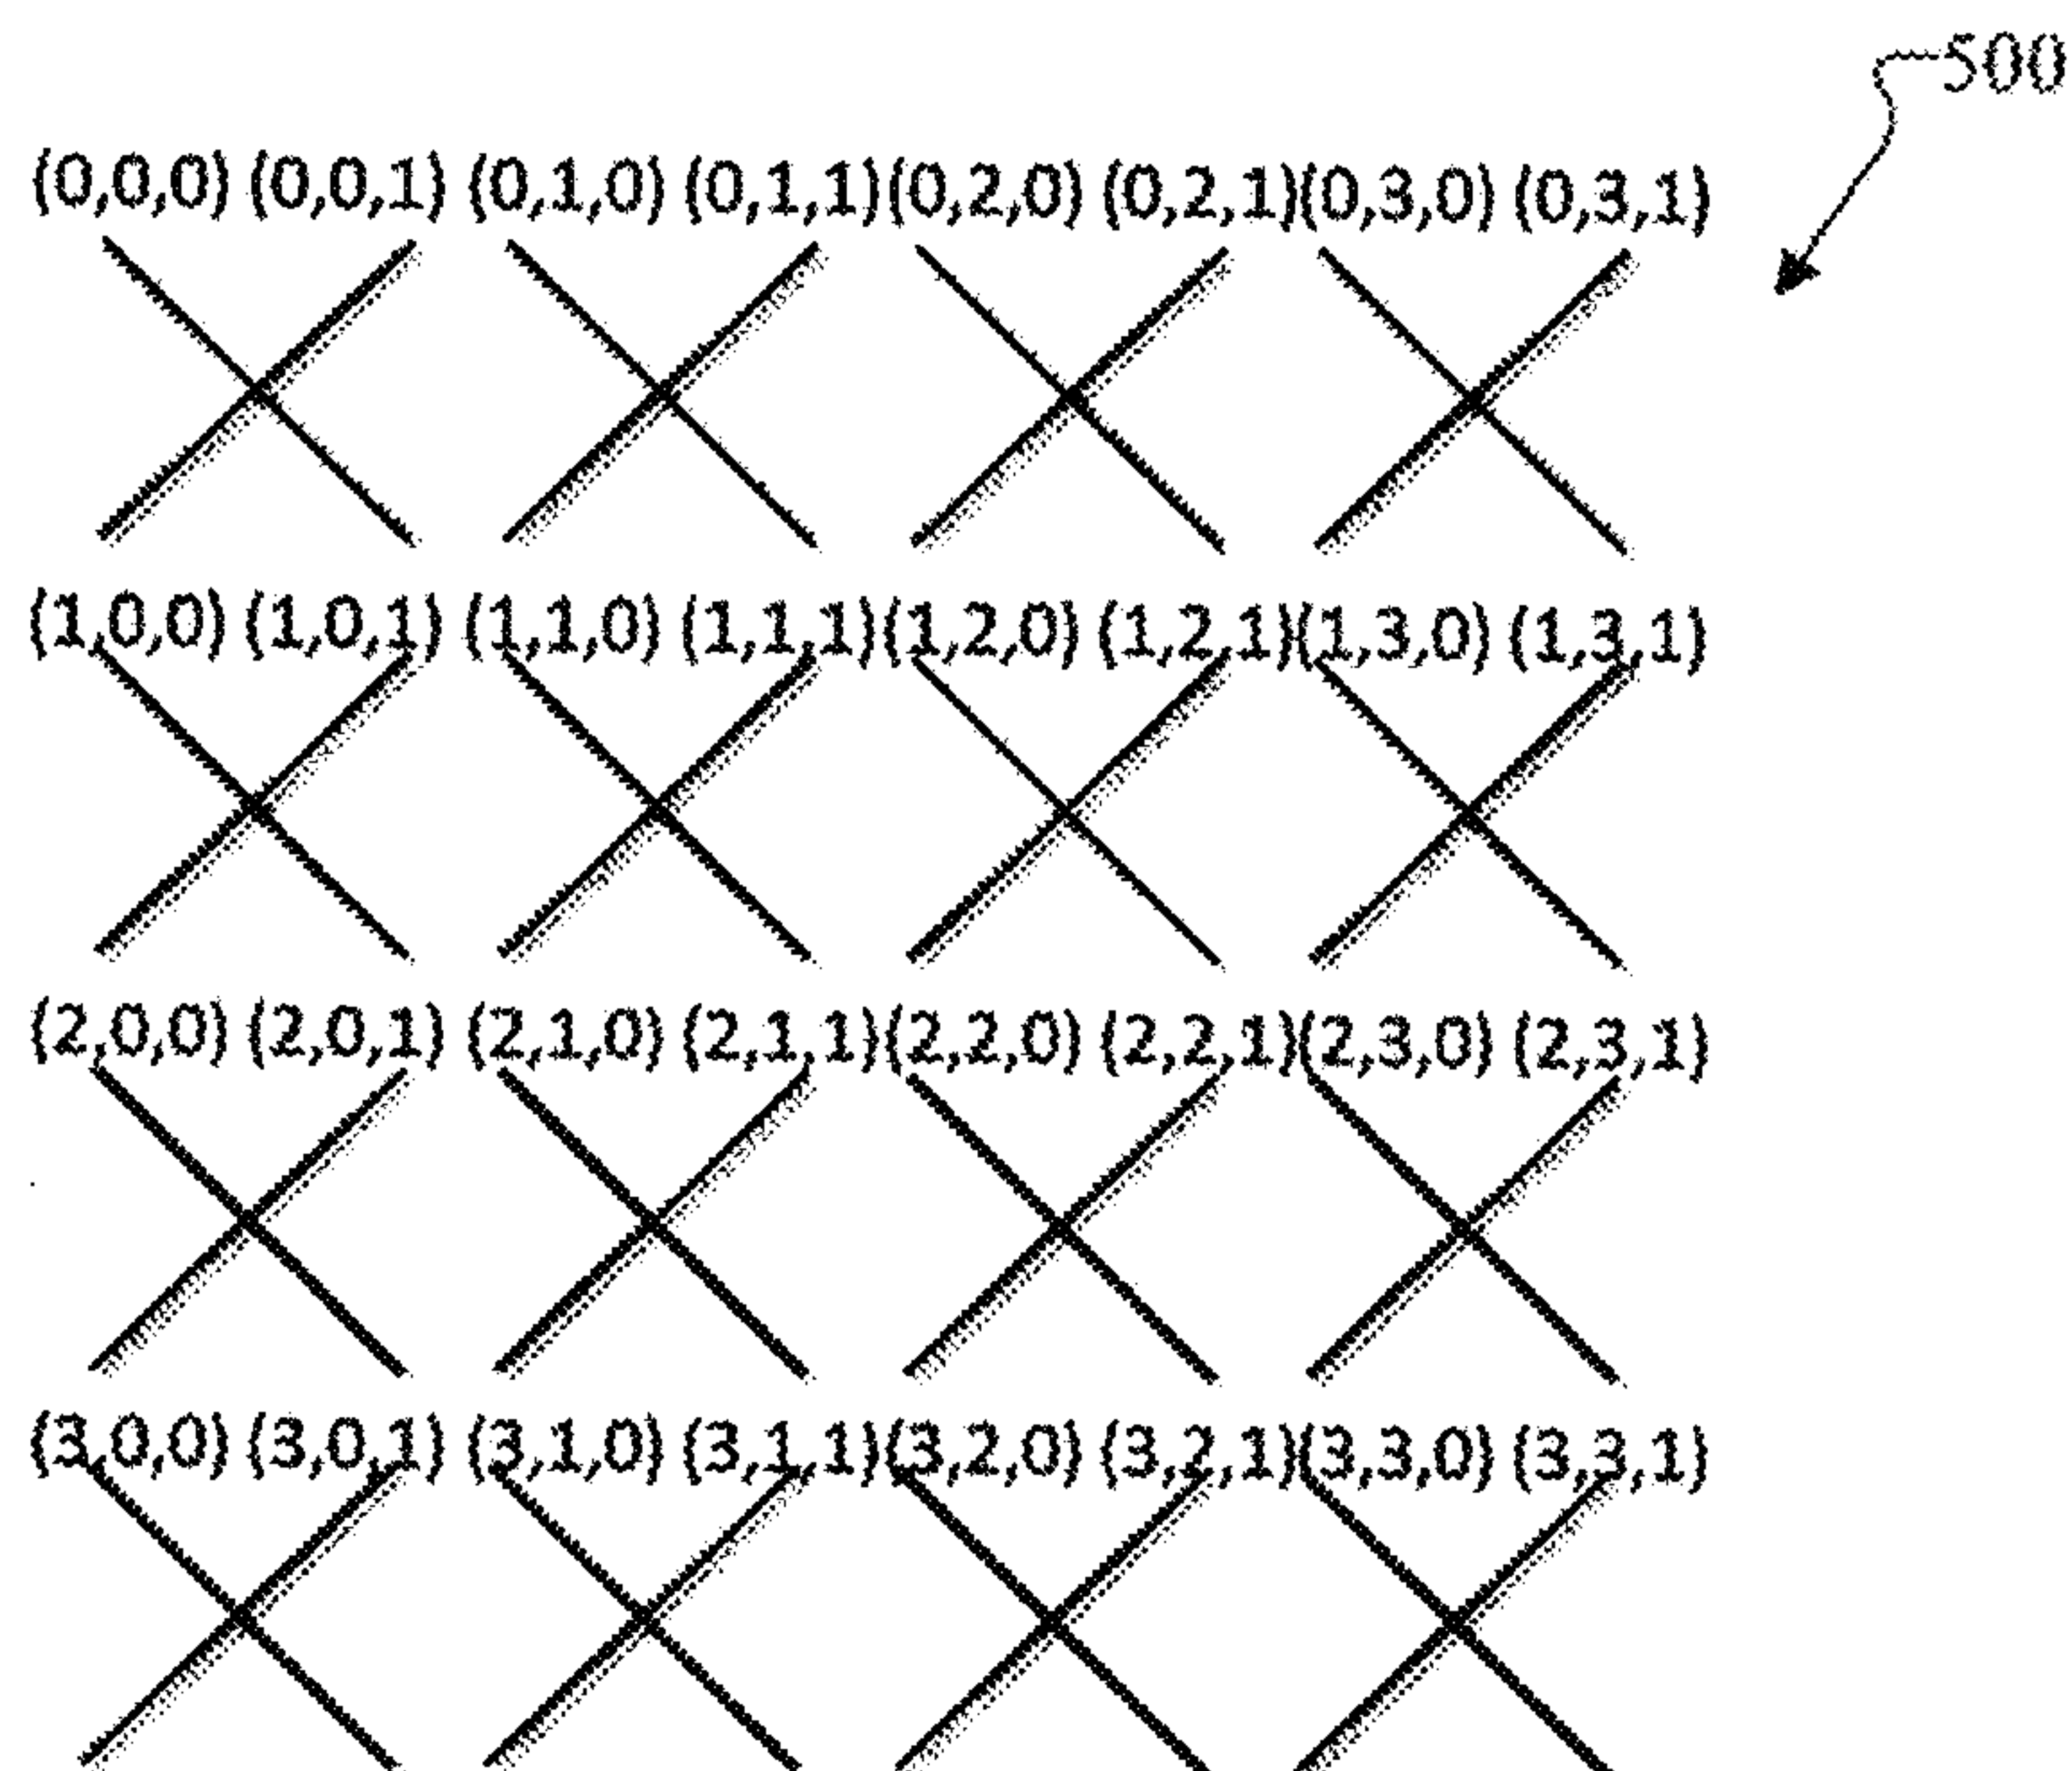 500
(0,0,0) (0,0,1) (0,1,0) (0,1,1)(0,2,0) (0,2,1)(0,3,0) (0,3,1)
(1,0,0) (1,0,1) (1,1,0) (1,1,1)(1,2,0) (1,2,1)(1,3,0) (1,3,1)
(2,0,0) (2,0,1) (2,1,0) (2,1,1)(2,2,0) (2,2,1)(2,3,0) (2,3,1)
(3,0,0) (3,0,1) (3,1,0) (3,1,1)(3,2,0) (3,2,1)(3,3,0) (3,3,1)